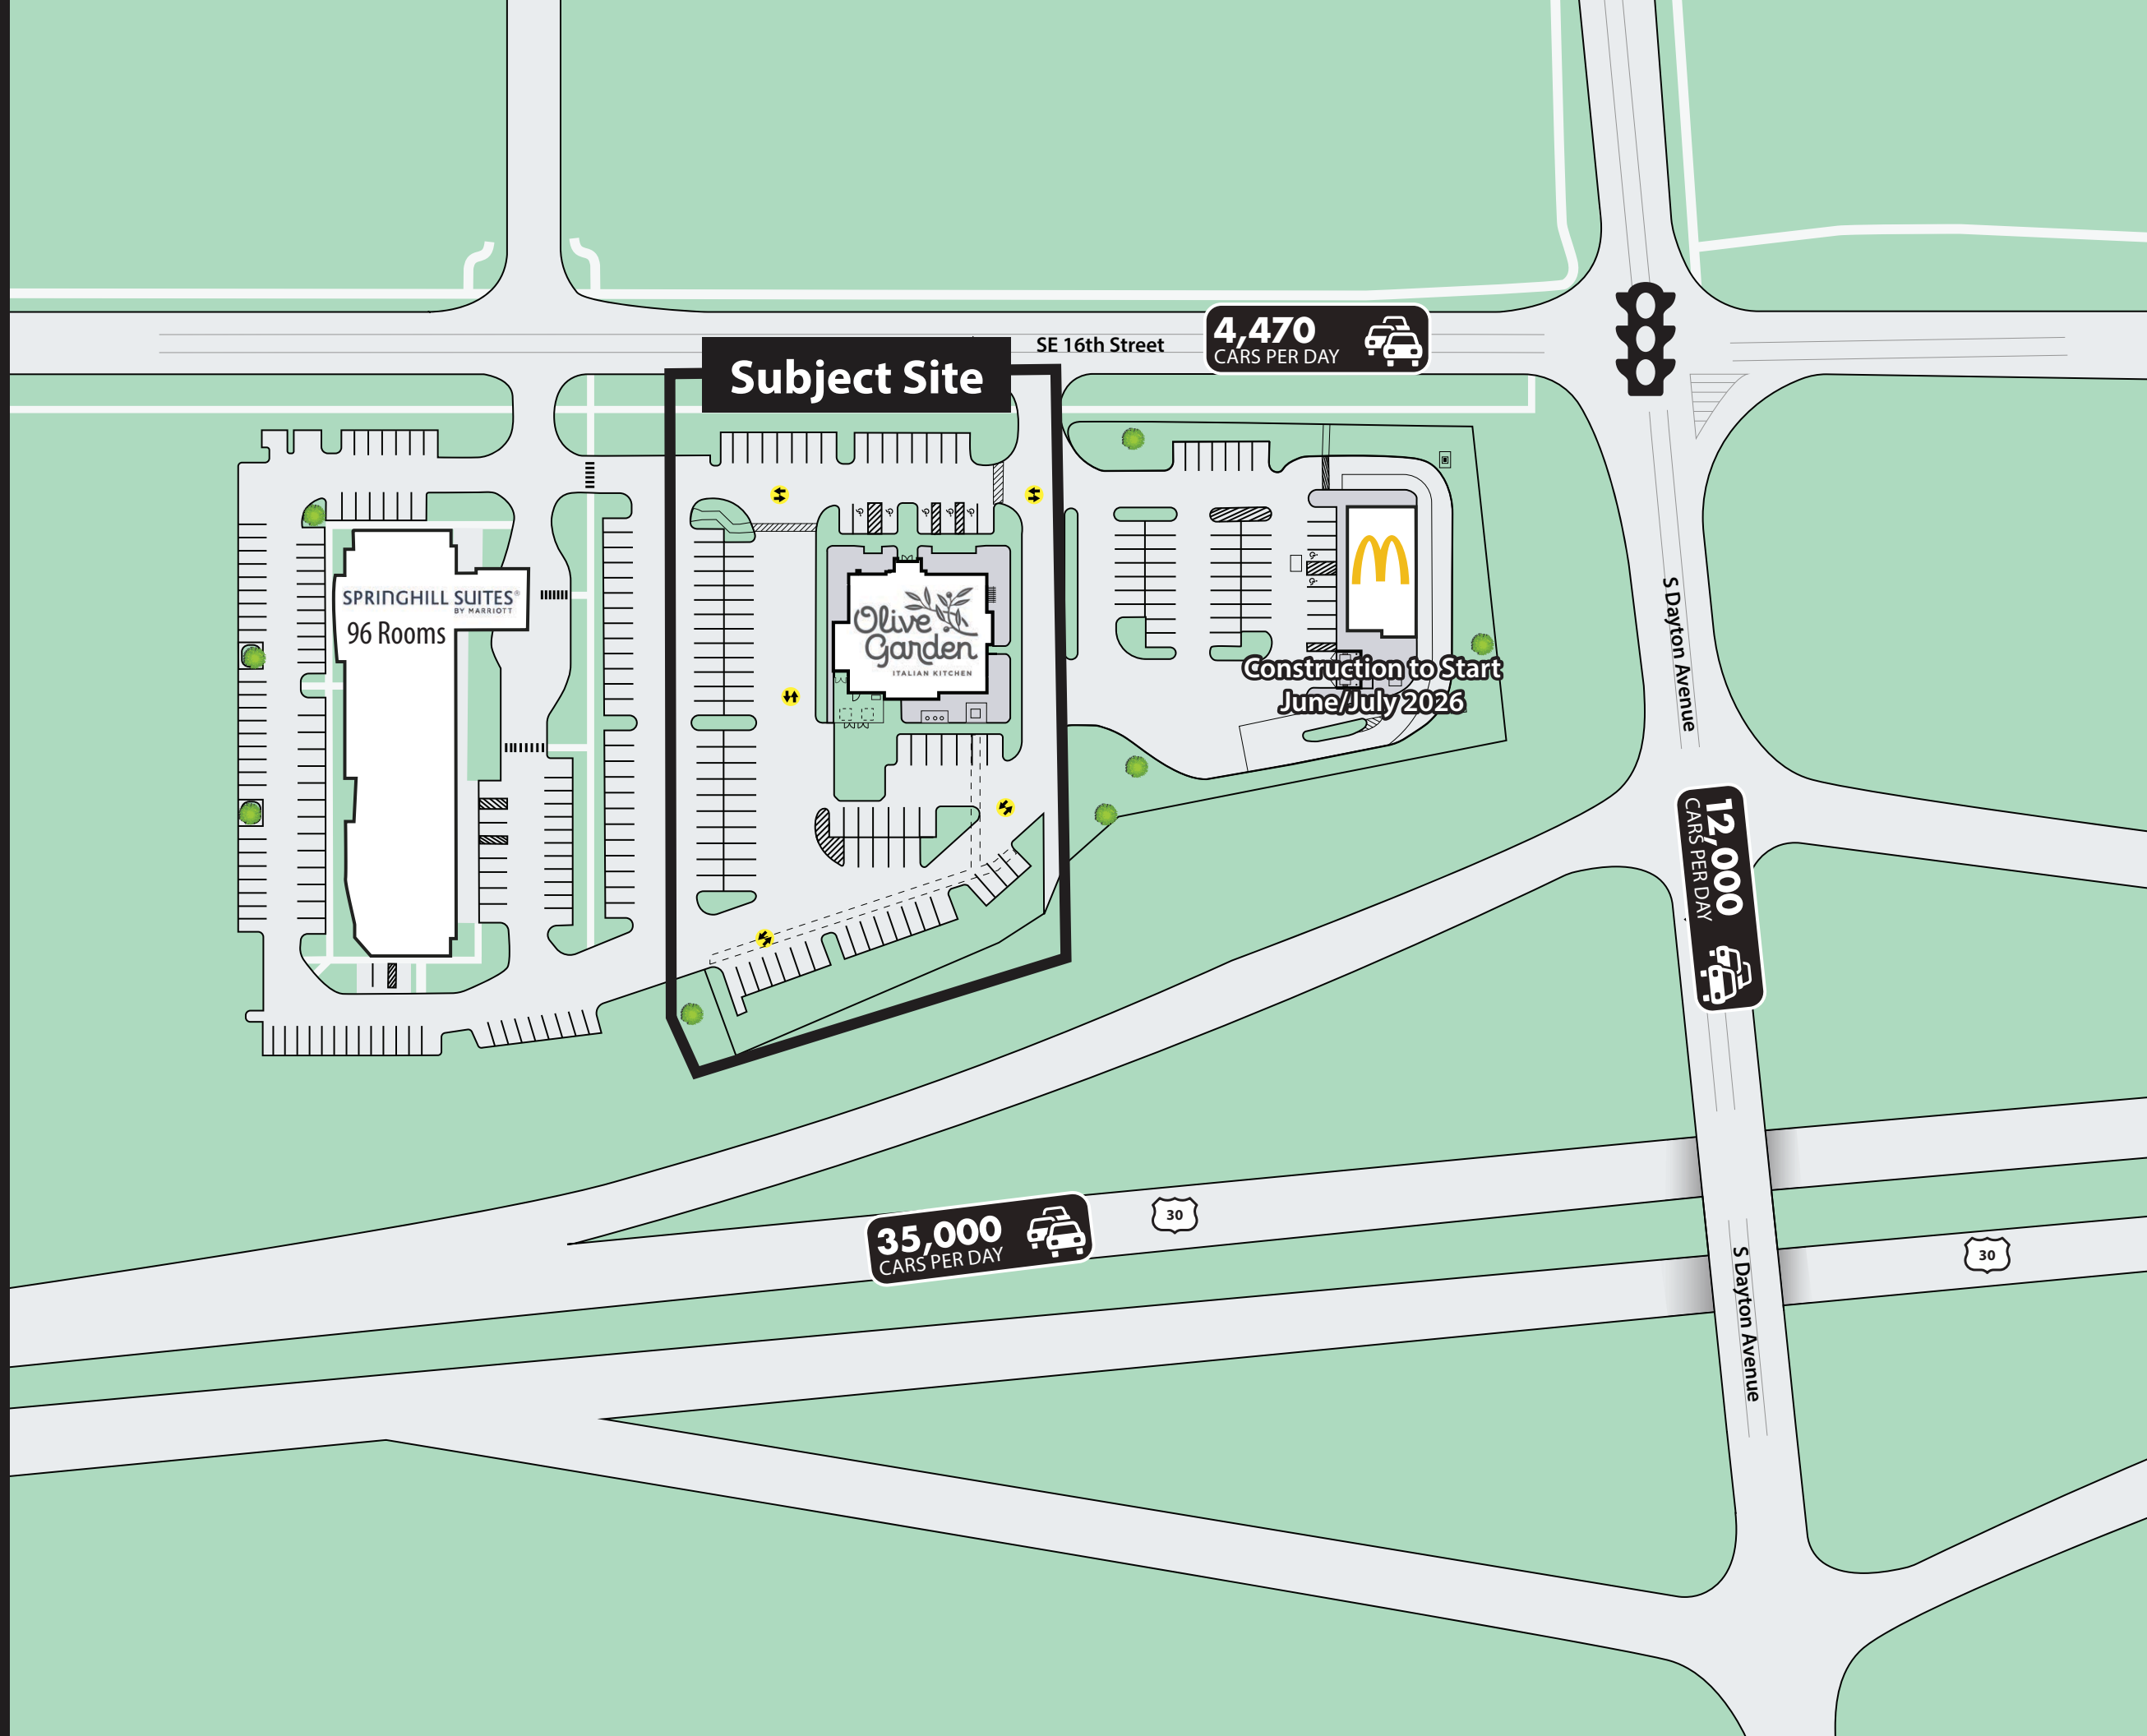 4,470
CARS PER DAY
SE 16th Street
Subject Site
SPRINGHILL SUITES®
BY MARRIOTT
96 Rooms
Olive
Garden
ITALIAN KITCHEN
Construction to Start
June/July 2026
S Dayton Avenue
12,000
CARS PER DAY
35,000
CARS PER DAY
30
30
S Dayton Avenue